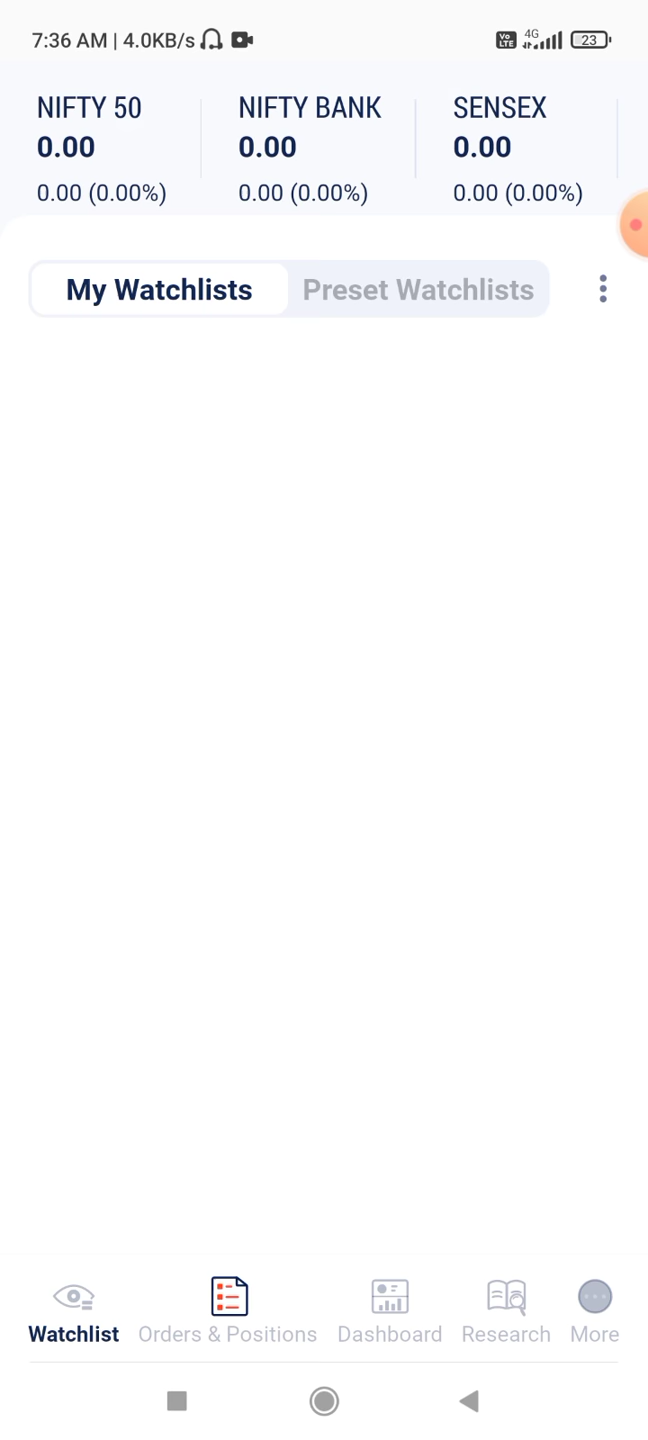 7:36 AM | 4.0KB/s Vo LTE 4G 23
NIFTY 50 NIFTY BANK SENSEX
0.00 0.00 0.00
0.00 (0.00%) 0.00 (0.00%) 0.00 (0.00%)
My Watchlists Preset Watchlists
Watchlist Orders & Positions Dashboard Research More